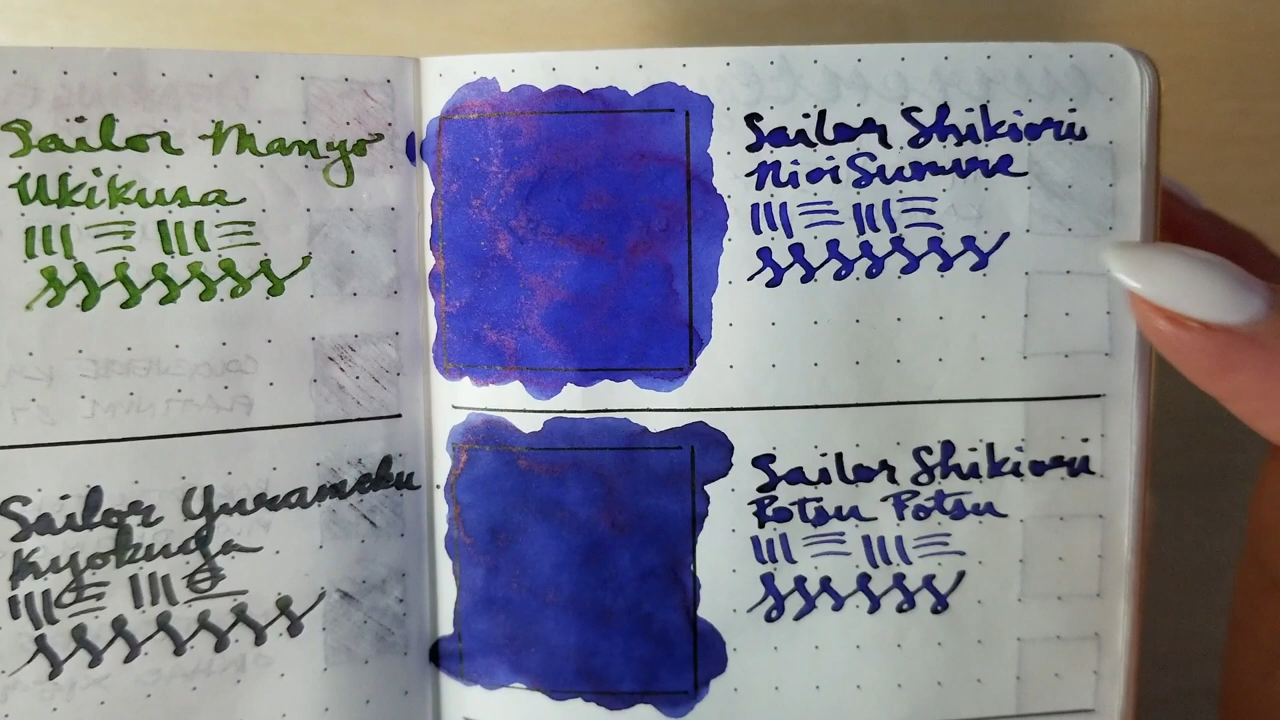 Sailor Manyo
Ukikusa
Sailor Yurameku
Kyokuga
Sailor Shikiori
Nioi Sumire
Sailor Shikiori
Potsu Potsu